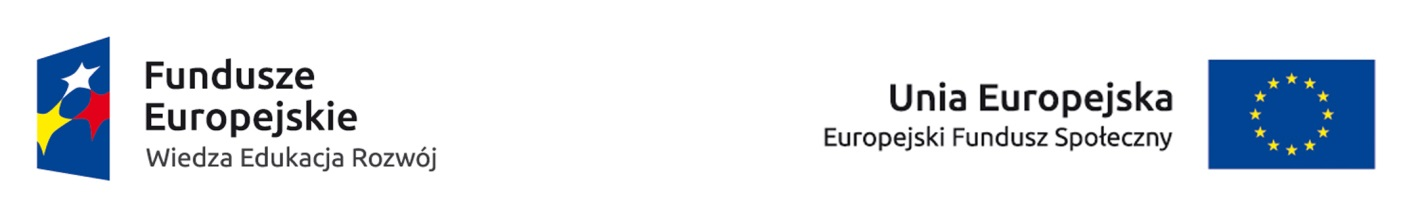 Fundusze
Europejskie
Wiedza Edukacja Rozwój
Unia Europejska
Europejski Fundusz Społeczny